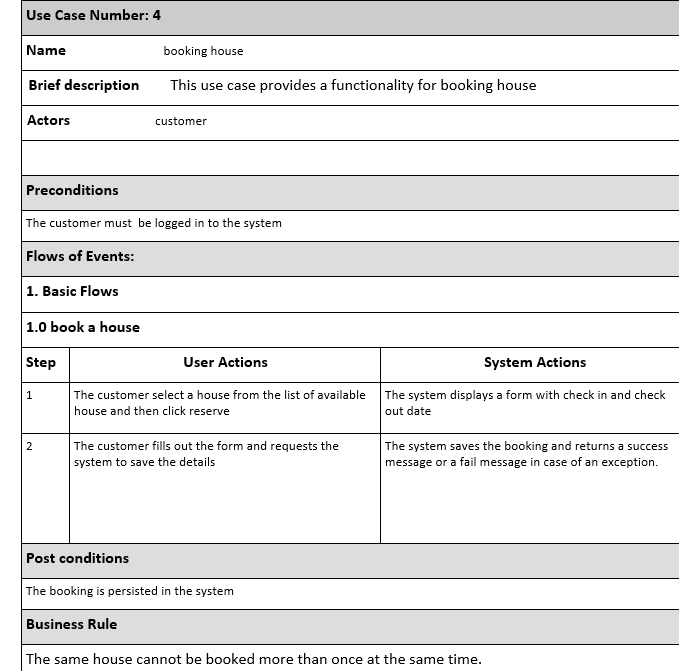 Use Case Number: 4
Name booking house
Brief description This use case provides a functionality for booking house
Actors customer
Preconditions
The customer must  be logged in to the system
Flows of Events:
1. Basic Flows
1.0 book a house
Step User Actions System Actions
1 The customer select a house from the list of available
house and then click reserve
The system displays a form with check in and check
out date
2 The customer fills out the form and requests the
system to save the details
The system saves the booking and returns a success
message or a fail message in case of an exception.
Post conditions
The booking is persisted in the system
Business Rule
The same house cannot be booked more than once at the same time.